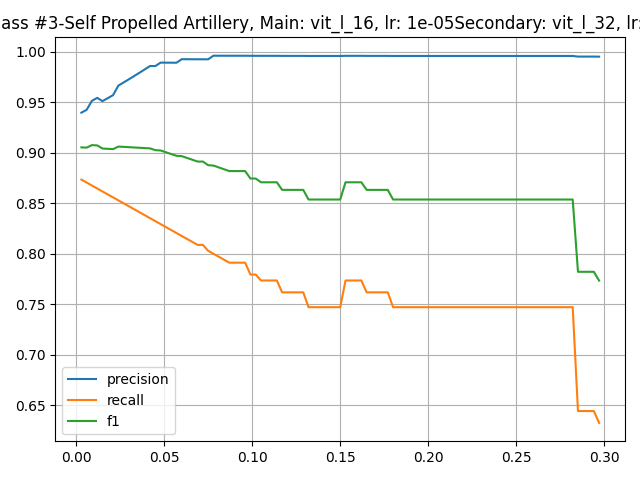 ass #3-Self Propelled Artillery, Main: vit_l_16, lr: 1e-05Secondary: vit_l_32, lr:
1.00
0.95
0.90
0.85
0.80
0.75
0.70
0.65
precision
recall
f1
0.00 0.05 0.10 0.15 0.20 0.25 0.30